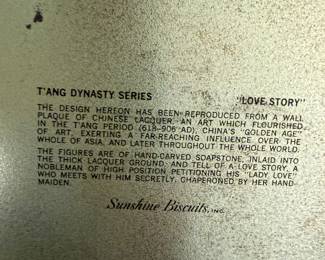 T'ANG DYNASTY SERIES "LOVE STORY"
THE DESIGN HEREON HAS BEEN REPRODUCED FROM A WALL
PLAQUE OF CHINESE LACQUER, AN ART WHICH FLOURISHED
IN THE T'ANG PERIOD (618-906 AD), CHINA'S "GOLDEN AGE"
OF ART, EXERTING A FAR-REACHING INFLUENCE OVER THE
WHOLE OF ASIA, AND LATER THROUGHOUT THE WHOLE WORLD.
THE FIGURES ARE OF HAND-CARVED SOAPSTONE, INLAID INTO
THE THICK LACQUER GROUND, AND TELL OF A LOVE STORY, A
NOBLEMAN OF HIGH POSITION PETITIONING HIS "LADY LOVE"
WHO MEETS WITH HIM SECRETLY, CHAPERONED BY HER HAND
MAIDEN.
Sunshine Biscuits, INC.